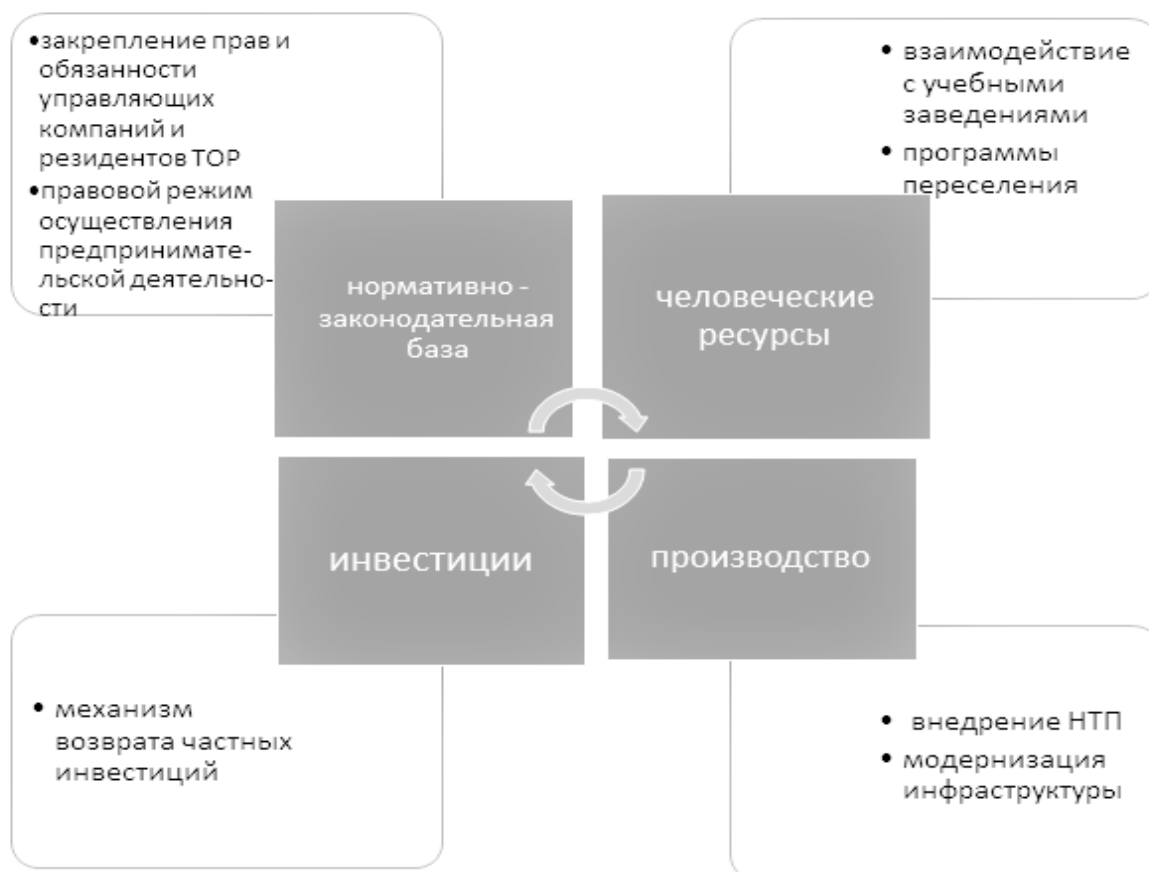 •закрепление прав и
обязанности
управляющих
компаний и
резидентов ТОР
•правовой режим
осуществления
предпринимате-
льской деятельно-
сти
• взаимодействие
с учебными
заведениями
• программы
переселения
нормативно -
законодательная
база
человеческие
ресурсы
инвестиции
производство
• механизм
возврата частных
инвестиций
• внедрение НТП
• модернизация
инфраструктуры